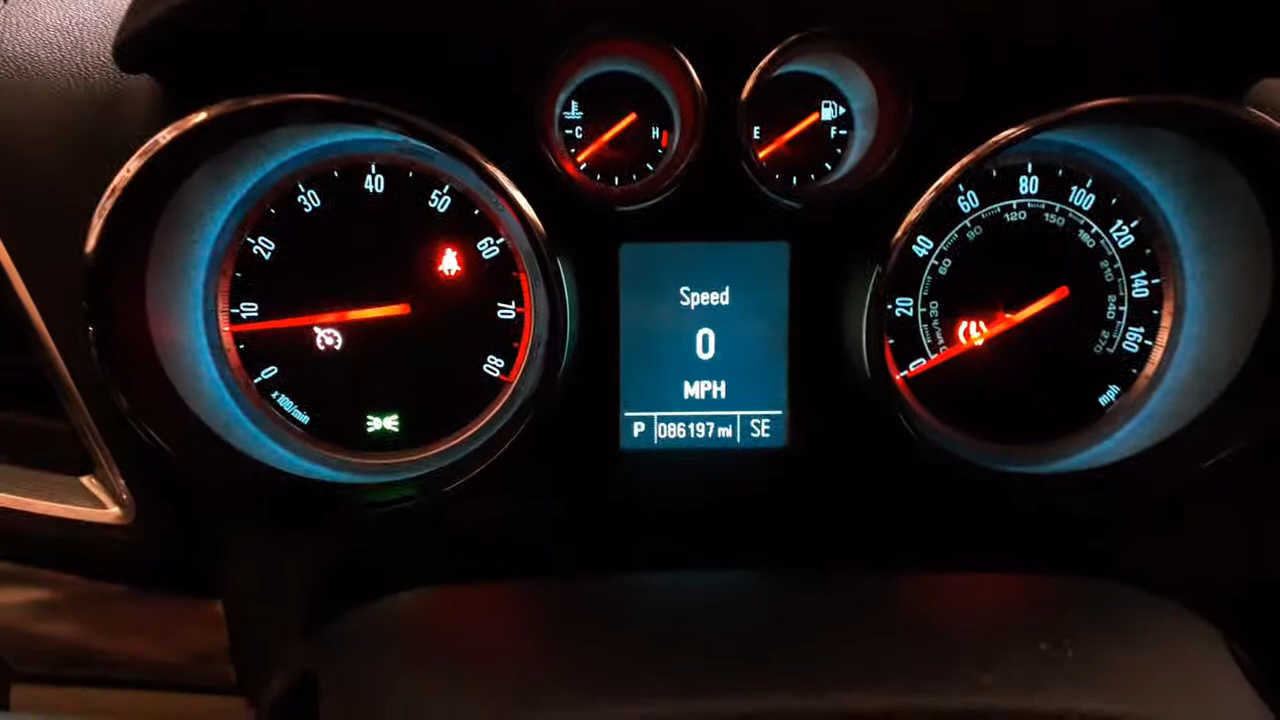 C H
E F
0 10 20 30 40 50 60 70 80
x100/min
Speed
0
MPH
P 086197 mi SE
0 20 40 60 80 100 120 140 160
mph
30 60 90 120 150 180 210 240 270
km/h